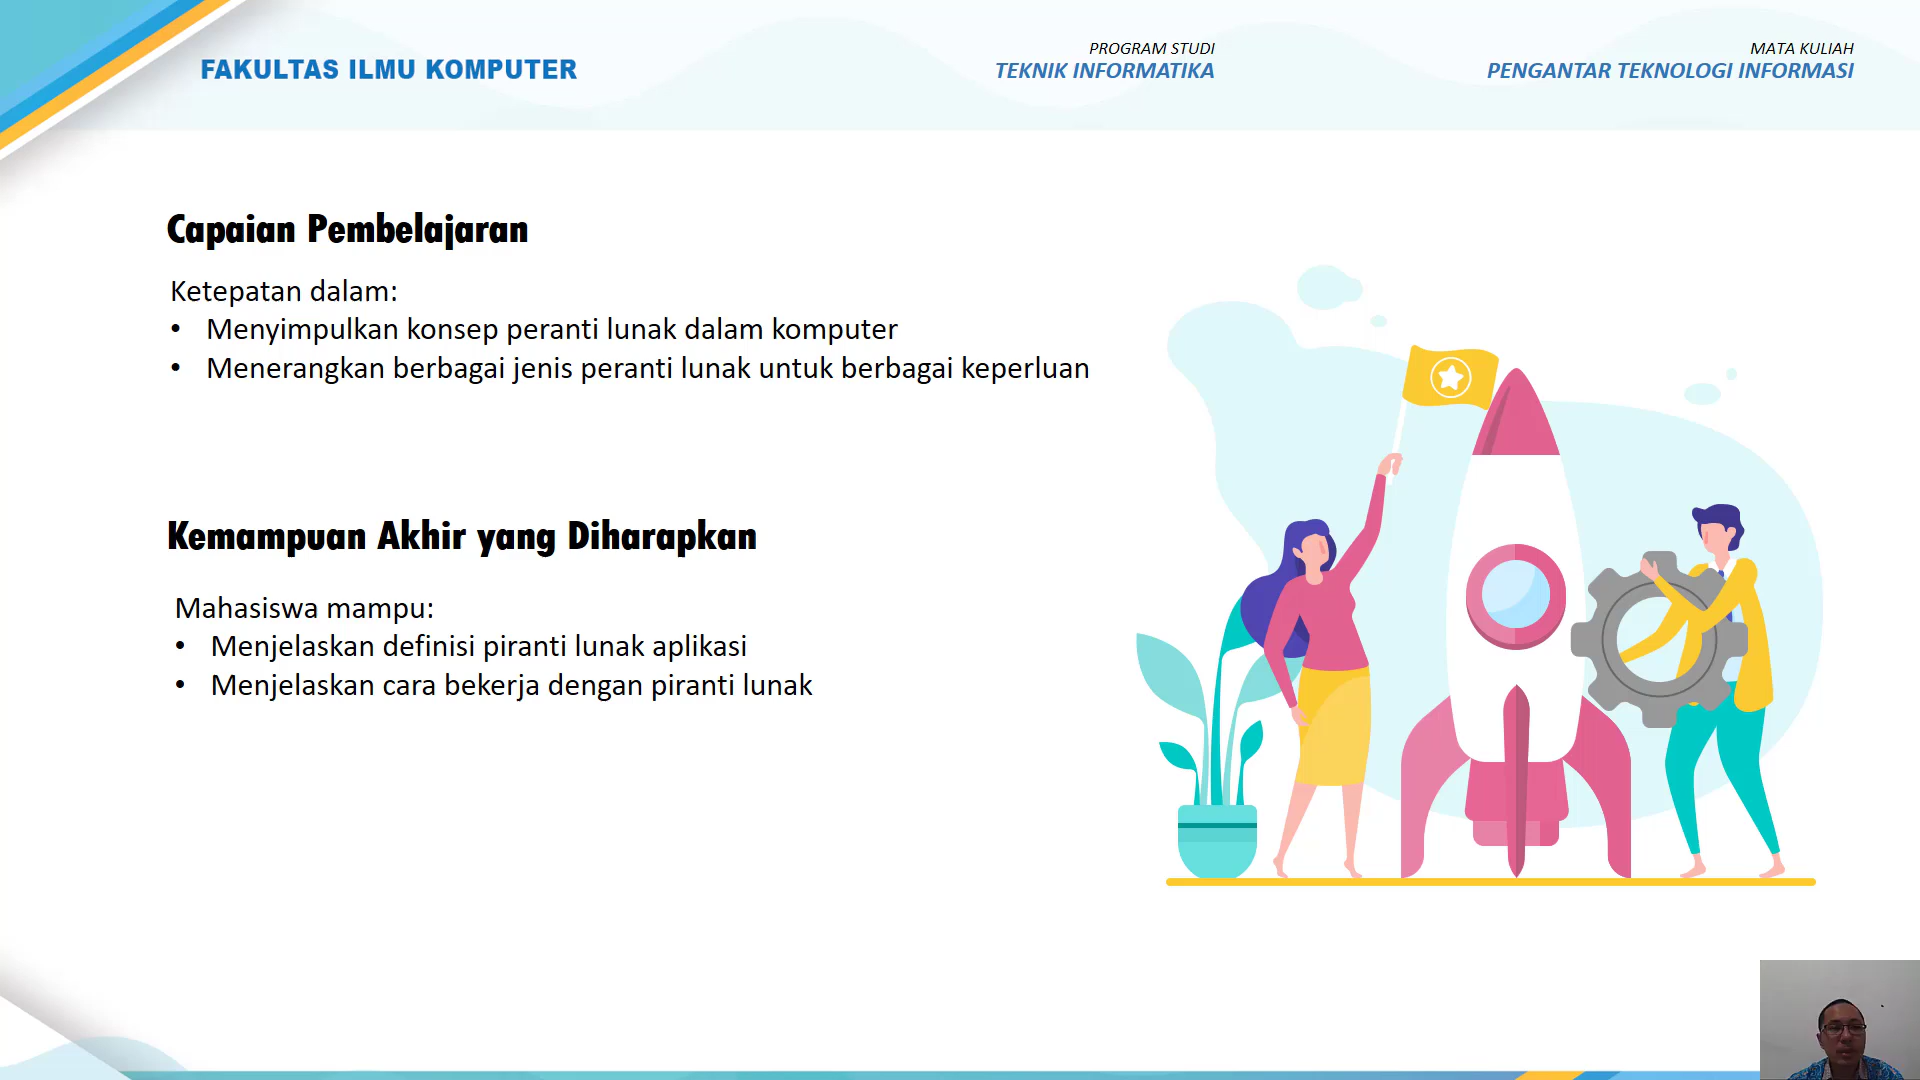 FAKULTAS ILMU KOMPUTER
PROGRAM STUDI
TEKNIK INFORMATIKA
MATA KULIAH
PENGANTAR TEKNOLOGI INFORMASI
Capaian Pembelajaran
Ketepatan dalam:
• Menyimpulkan konsep peranti lunak dalam komputer
• Menerangkan berbagai jenis peranti lunak untuk berbagai keperluan
Kemampuan Akhir yang Diharapkan
Mahasiswa mampu:
• Menjelaskan definisi piranti lunak aplikasi
• Menjelaskan cara bekerja dengan piranti lunak